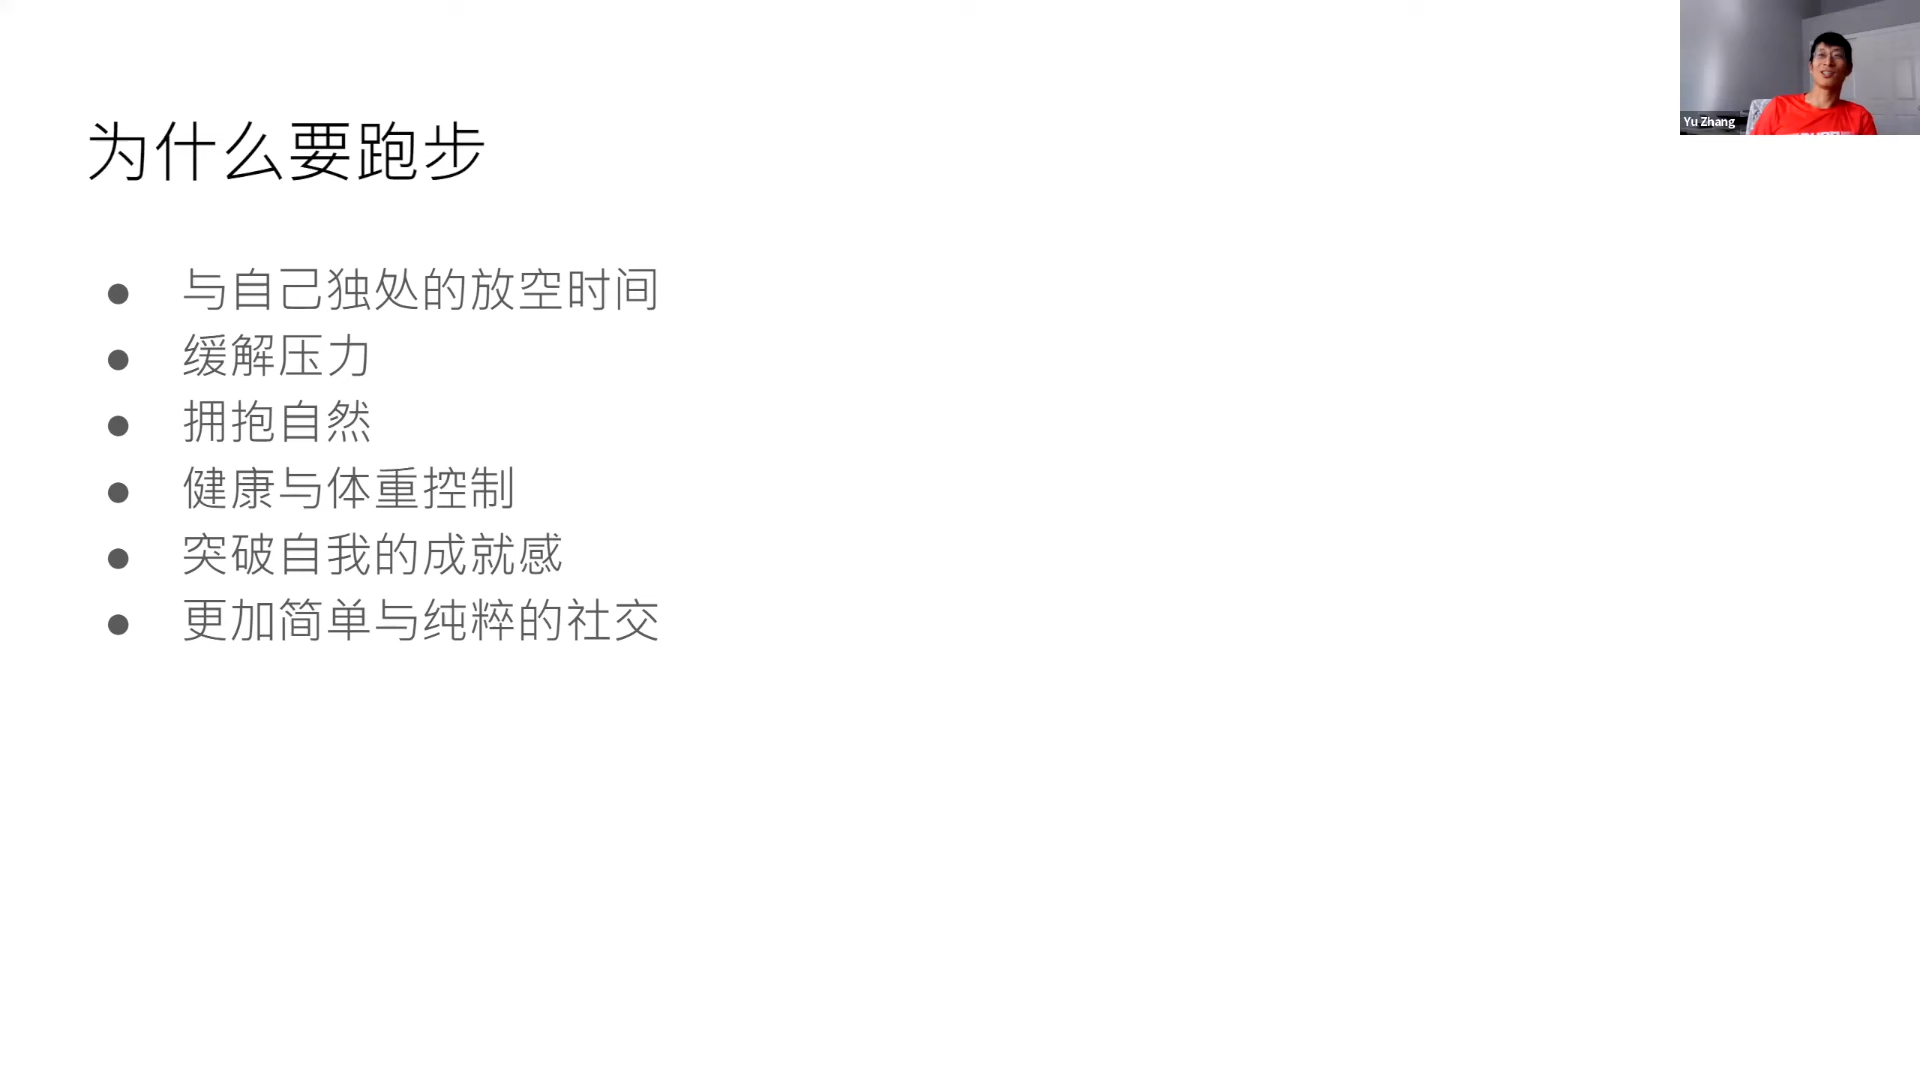 为什么要跑步
与自己独处的放空时间
缓解压力
拥抱自然
健康与体重控制
突破自我的成就感
更加简单与纯粹的社交
Yu Zhang